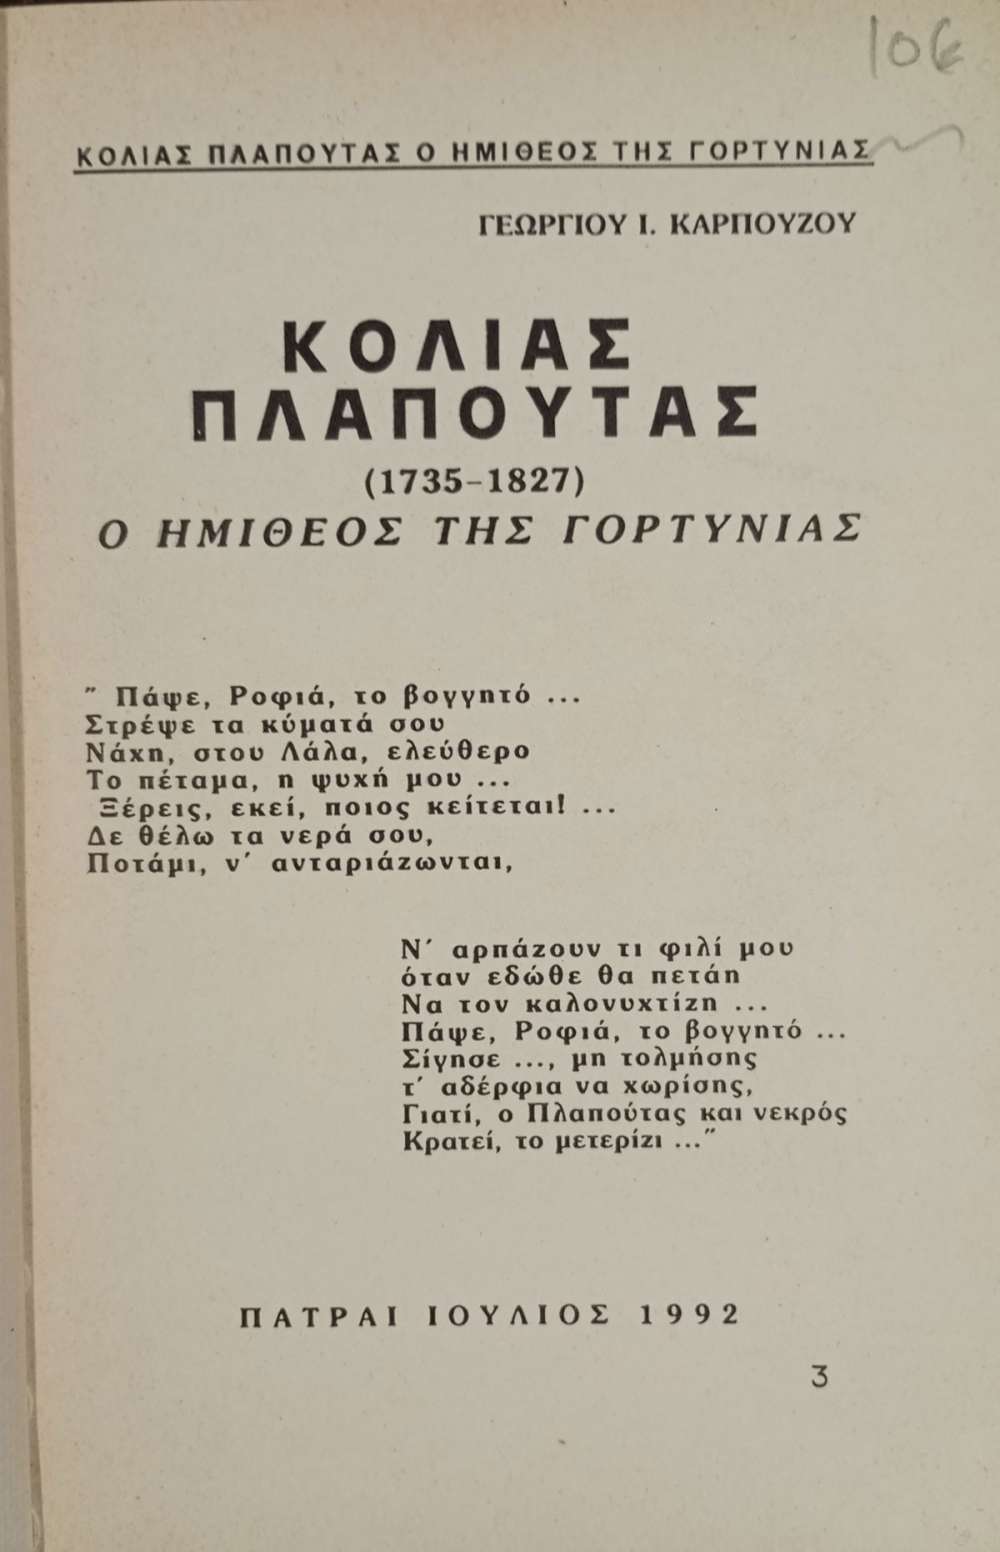 106
ΚΟΛΙΑΣ ΠΛΑΠΟΥΤΑΣ Ο ΗΜΙΘΕΟΣ ΤΗΣ ΓΟΡΤΥΝΙΑΣ
ΓΕΩΡΓΙΟΥ Ι. ΚΑΡΠΟΥΖΟΥ
ΚΟΛΙΑΣ
ΠΛΑΠΟΥΤΑΣ
(1735-1827)
Ο ΗΜΙΘΕΟΣ ΤΗΣ ΓΟΡΤΥΝΙΑΣ
" Πάψε, Ροφιά, το βογγητό ...
Στρέψε τα κύματά σου
Νάχη, στου Λάλα, ελεύθερο
Το πέταμα, η ψυχή μου ...
Ξέρεις, εκεί, ποιος κείτεται! ...
Δε θέλω τα νερά σου,
Ποτάμι, ν' ανταριάζωνται,
Ν' αρπάζουν τι φιλί μου
όταν εδώθε θα πετάη
Να τον καλονυχτίζη ...
Πάψε, Ροφιά, το βογγητό ...
Σίγησε ..., μη τολμήσης
τ' αδέρφια να χωρίσης,
Γιατί, ο Πλαπούτας και νεκρός
Κρατεί, το μετερίζι ..."
ΠΑΤΡΑΙ ΙΟΥΛΙΟΣ 1992
3